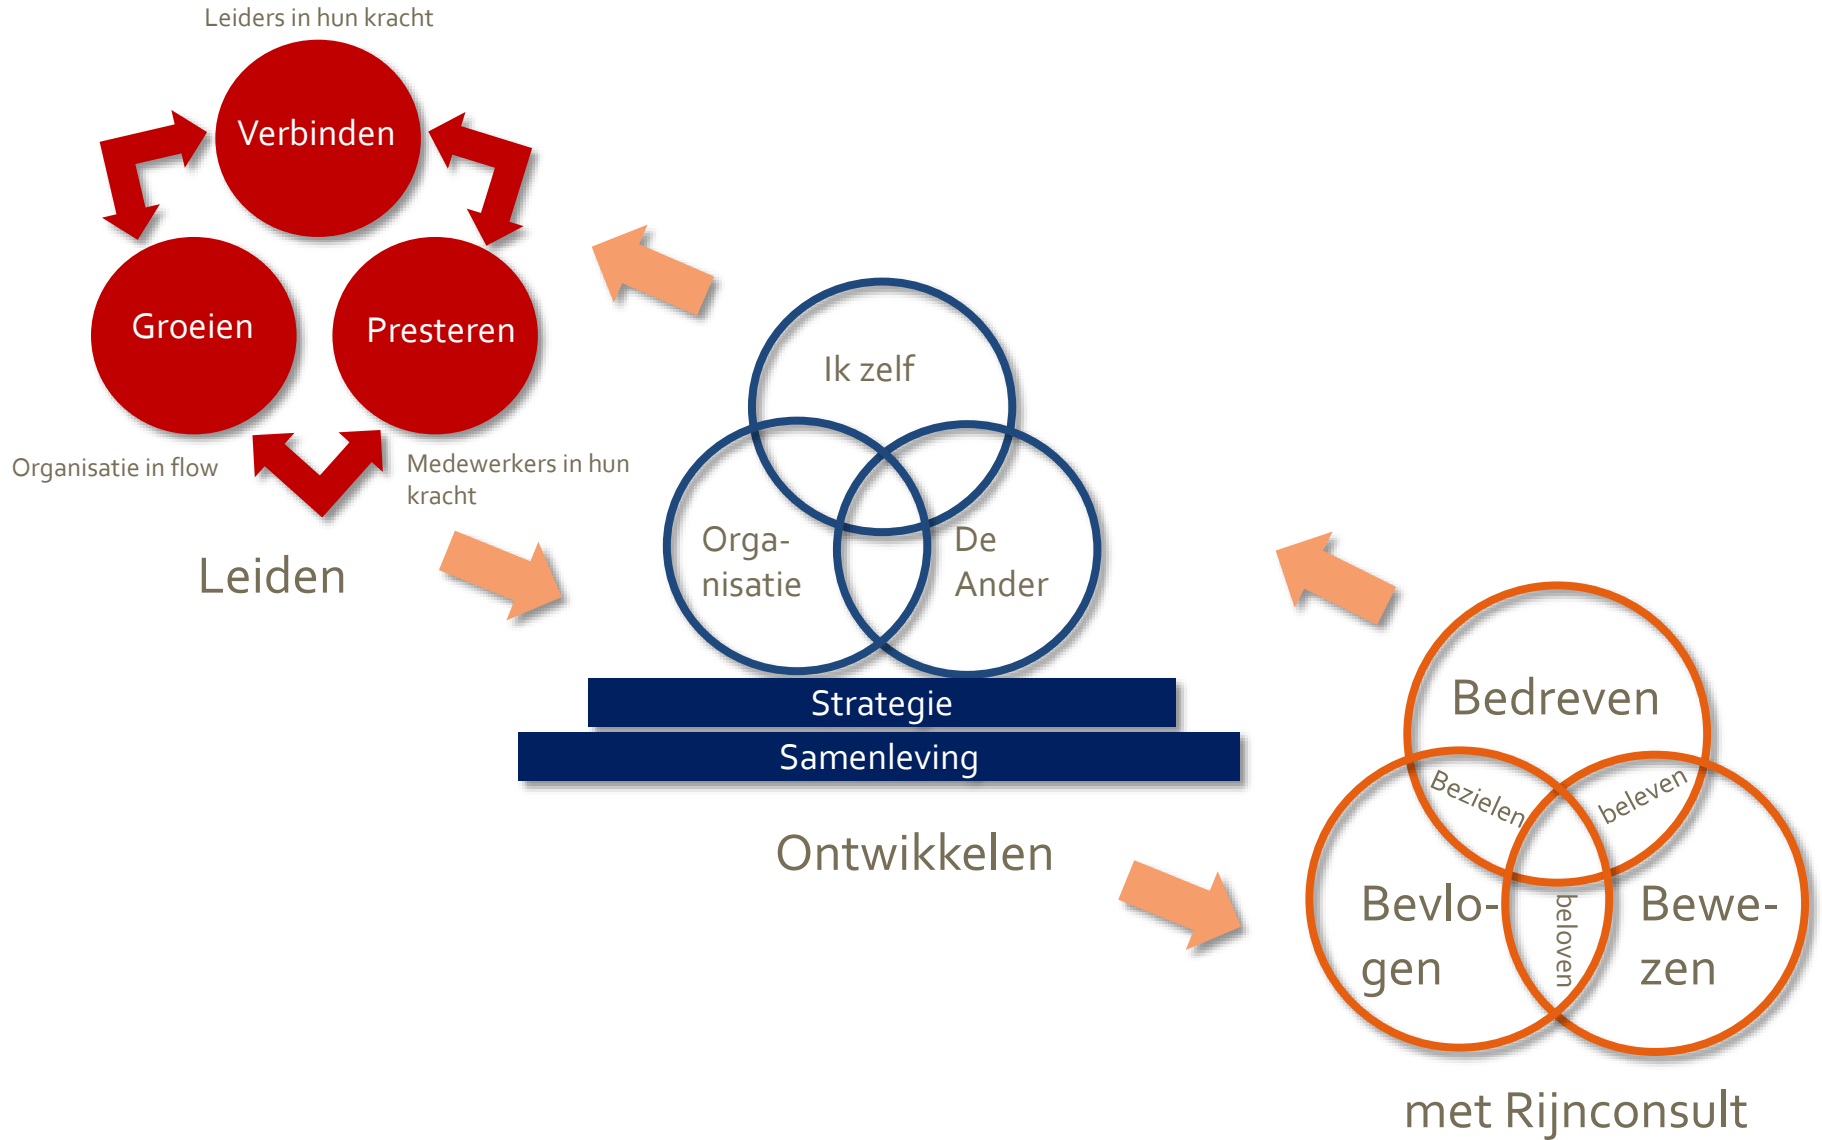 Leiders in hun kracht
Verbinden
Groeien
Presteren
Organisatie in flow
Medewerkers in hun
kracht
Leiden
Ik zelf
Orga-
nisatie
De
Ander
Strategie
Samenleving
Ontwikkelen
Bedreven
Bezielen
beleven
Bevlo-
gen
beloven
Bewe-
zen
met Rijnconsult